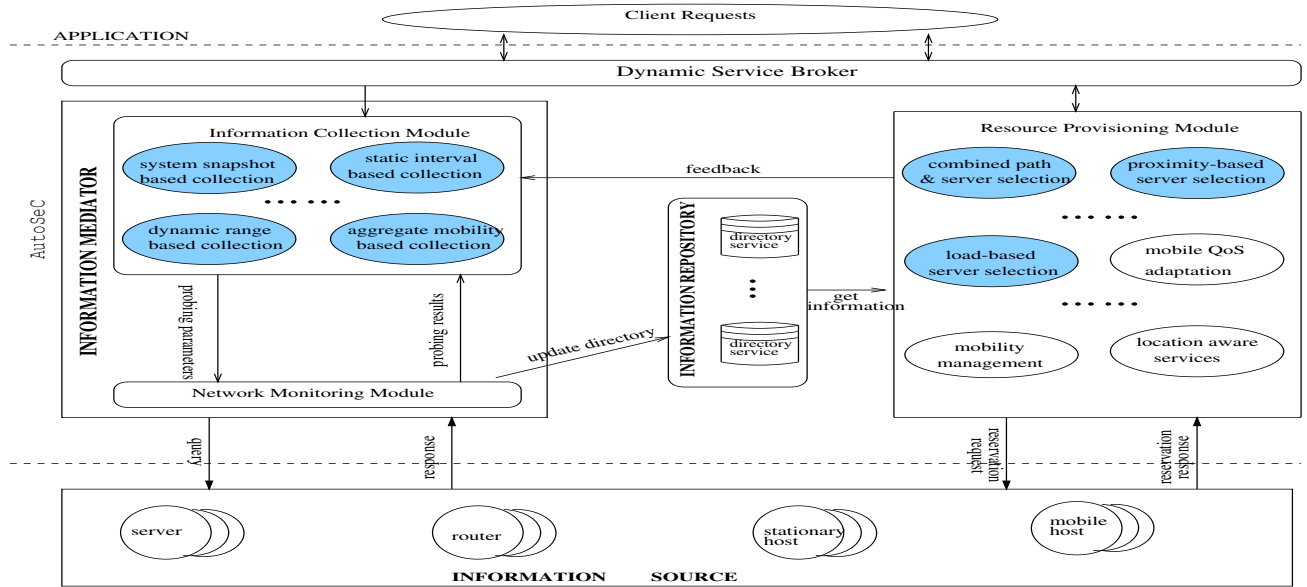 Client Requests
APPLICATION
Dynamic Service Broker
AutoSeC
INFORMATION MEDIATOR
Information Collection Module
system snapshot
based collection
static interval
based collection
dynamic range
based collection
aggregate mobility
based collection
probing parameters
probing results
Network Monitoring Module
feedback
update directory
INFORMATION REPOSITORY
directory
service
directory
service
get
information
Resource Provisioning Module
combined path
& server selection
proximity-based
server selection
load-based
server selection
mobile QoS
adaptation
mobility
management
location aware
services
query
response
reservation
request
reservation
response
server
router
stationary
host
mobile
host
INFORMATION SOURCE